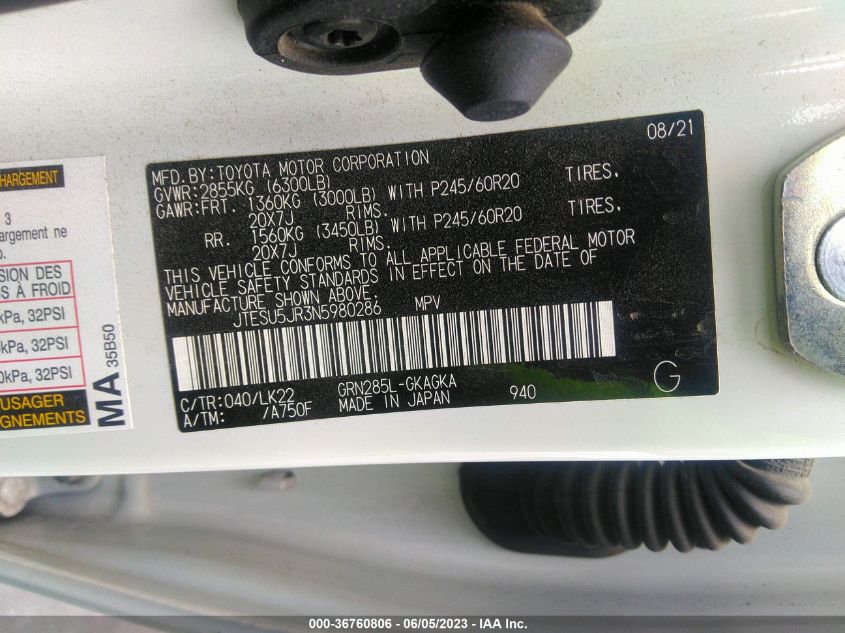 HARGEMENT
3
argement ne
o.
SION DES
S À FROID
kPa, 32PSI
kPa, 32PSI
0kPa, 32PSI
USAGER
GNEMENTS
MA 35B50
08/21
MFD. BY: TOYOTA MOTOR CORPORATION
GVWR: 2855KG (6300LB)
GAWR: FRT. 1360KG (3000LB) WITH P245/60R20 TIRES.
20X7J RIMS.
RR. 1560KG (3450LB) WITH P245/60R20 TIRES.
20X7J RIMS.
THIS VEHICLE CONFORMS TO ALL APPLICABLE FEDERAL MOTOR
VEHICLE SAFETY STANDARDS IN EFFECT ON THE DATE OF
MANUFACTURE SHOWN ABOVE.
JTESU5JR3N5980286 MPV
C/TR: 040/LK22 GRN285L-GKAGKA
A/TM: /A750F MADE IN JAPAN 940 G
000-36760806 - 06/05/2023 - IAA Inc.